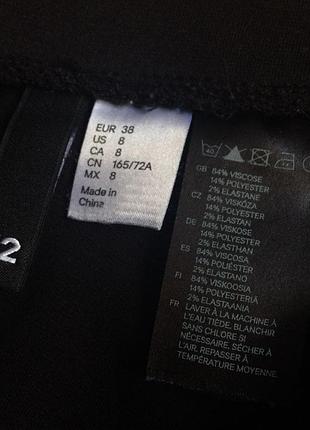 EUR 38
US 8
CA 8
CN 165/72A
MX 8
Made in
China
2
GB 84% VISCOSE
14% POLYESTER
2% ELASTANE
CZ 84% VISKÓZA
14% POLYESTER
2% ELASTAN
DE 84% VISKOSE
14% POLYESTER
2% ELASTHAN
ES 84% VISCOSA
14% POLIÉSTER
2% ELASTANO
FI 84% VISKOOSIA
14% POLYESTERIÄ
2% ELASTAANIA
FR LAVER À LA MACHINE À
L'EAU TIÈDE, BLANCHIR
SANS CHLORE SI
NÉCESSAIRE, SÉCHER À
L'AIR. REPASSER À
TEMPÉRATURE MOYENNE.